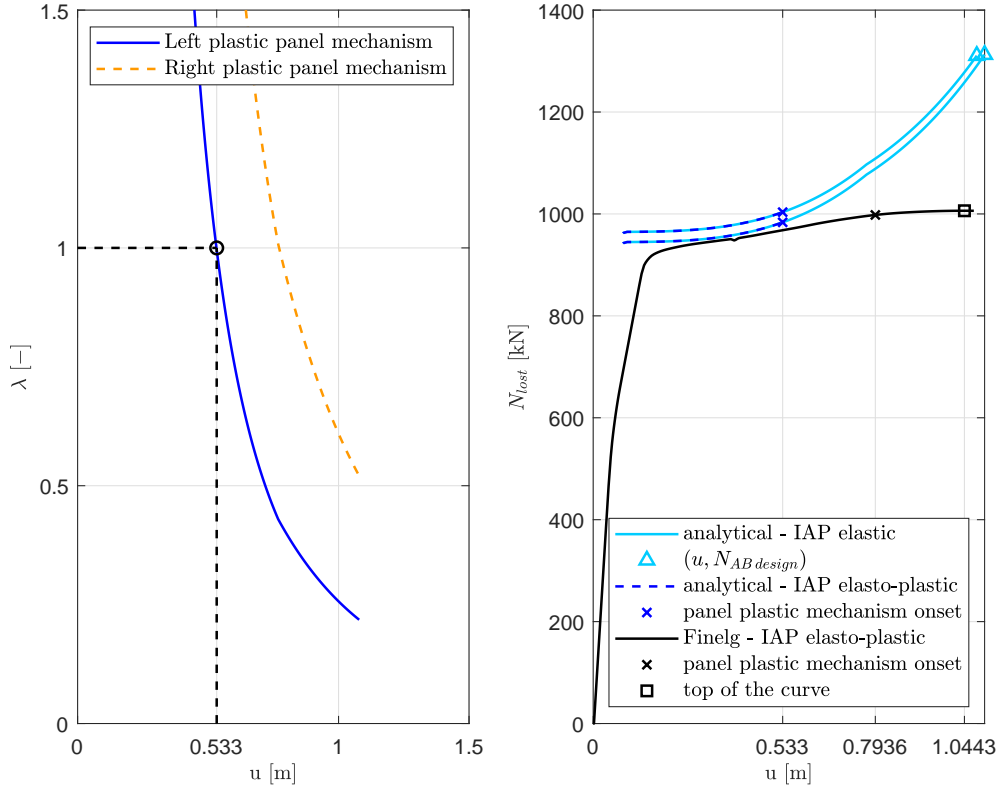 1.5
1
0.5
0
λ [−]
Left plastic panel mechanism
Right plastic panel mechanism
0
0.533
1
1.5
u [m]
1400
1200
1000
800
600
400
200
0
N_lost [kN]
analytical - IAP elastic
(u, N_AB design)
analytical - IAP elasto-plastic
panel plastic mechanism onset
Finelg - IAP elasto-plastic
panel plastic mechanism onset
top of the curve
0
0.533
0.7936
1.0443
u [m]